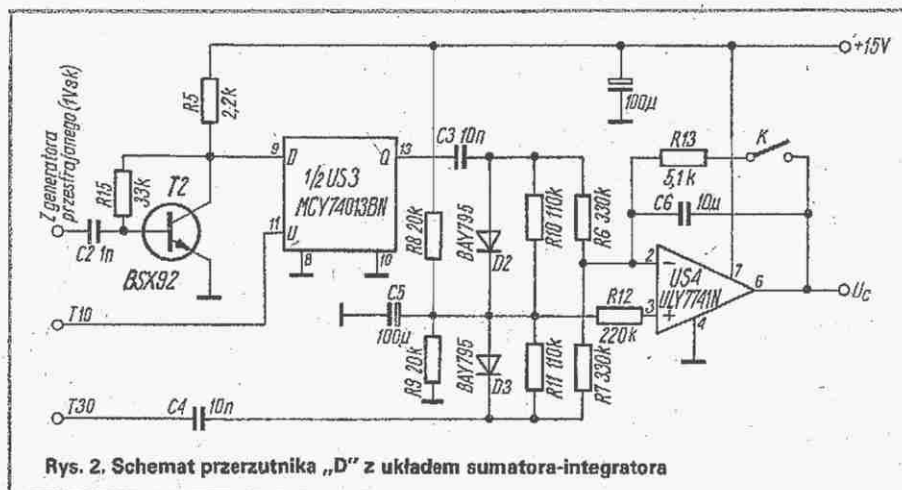 +15V
R5
2,2k
100μ
Z generatora
przestrajanego (1Vsk)
R15
33k
T2
C2 1n
BSX92
9
D
Q
13
1/2 US3
MCY74013BN
11
U
8
10
C3 10n
R8 20k
BAY795
D2
R10 110k
R6 330k
R13
5,1k
K
C6
10μ
2
US4
ULY7741N
7
6
3
4
Uc
R12
220k
C5
100μ
R9 20k
BAY795
D3
R11 110k
R7 330k
T10
T30
C4
10n
Rys. 2. Schemat przerzutnika „D” z układem sumatora-integratora